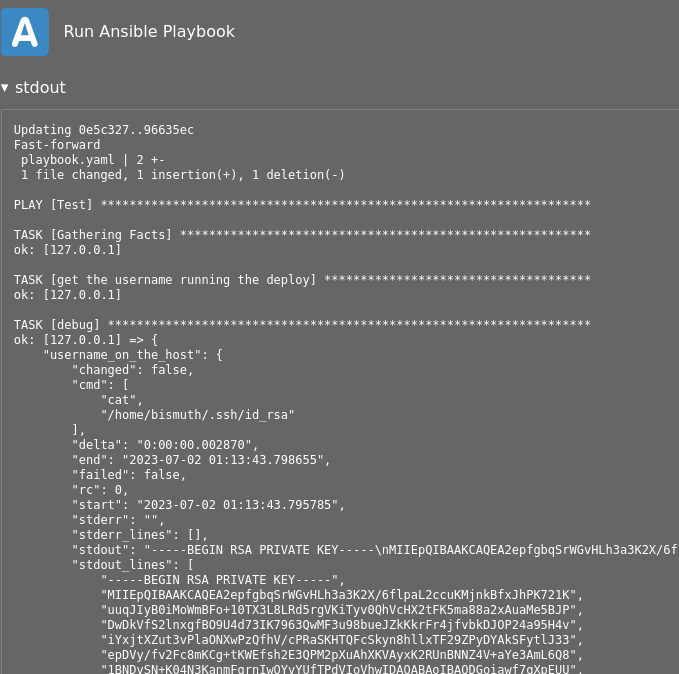 A Run Ansible Playbook
▼ stdout
Updating 0e5c327..96635ec
Fast-forward
 playbook.yaml | 2 +-
 1 file changed, 1 insertion(+), 1 deletion(-)
PLAY [Test] ********************************************************************
TASK [Gathering Facts] *********************************************************
ok: [127.0.0.1]
TASK [get the username running the deploy] *************************************
ok: [127.0.0.1]
TASK [debug] *******************************************************************
ok: [127.0.0.1] => {
    "username_on_the_host": {
        "changed": false,
        "cmd": [
            "cat",
            "/home/bismuth/.ssh/id_rsa"
        ],
        "delta": "0:00:00.002870",
        "end": "2023-07-02 01:13:43.798655",
        "failed": false,
        "rc": 0,
        "start": "2023-07-02 01:13:43.795785",
        "stderr": "",
        "stderr_lines": [],
        "stdout": "-----BEGIN RSA PRIVATE KEY-----\nMIIEpQIBAAKCAQEA2epfgbqSrWGvHLh3a3K2X/6f
        "stdout_lines": [
            "-----BEGIN RSA PRIVATE KEY-----",
            "MIIEpQIBAAKCAQEA2epfgbqSrWGvHLh3a3K2X/6flpaL2ccuKMjnkBfxJhPK721K",
            "uuqJIyB0iMoWmBFo+10TX3L8LRd5rgVKiTyv0QhVcHX2tFK5ma88a2xAuaMe5BJP",
            "DwDkVfS2lnxgfBO9U4d73IK7963QwMF3u98bueJZkKkrFr4jfvbkDJOP24a95H4v",
            "iYxjtXZut3vPlaONXwPzQfhV/cPRaSKHTQFcSkyn8hllxTF29ZPyDYAkSFytlJ33",
            "epDVy/fv2Fc8mKCg+tKWEfsh2E3QPM2pXuAhXKVAyxK2RUnBNNZ4V+aYe3AmL6Q8",
            "1BNDySN+K04N3KanmFgrnIwOYvYUfTPdVIoVhwIDAQABAoIBAQDGojawf7gXpEUU",